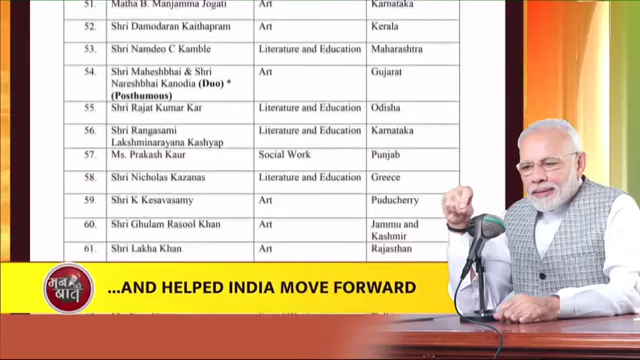 51. Matha B. Manjamma Jogati Art Karnataka
52. Shri Damodaran Kaithapram Art Kerala
53. Shri Namdeo C Kamble Literature and Education Maharashtra
54. Shri Maheshbhai & Shri Art Gujarat
Nareshbhai Kanodia (Duo) *
(Posthumous)
55. Shri Rajat Kumar Kar Literature and Education Odisha
56. Shri Rangasami Literature and Education Karnataka
Lakshminarayana Kashyap
57. Ms. Prakash Kaur Social Work Punjab
58. Shri Nicholas Kazanas Literature and Education Greece
59. Shri K Kesavasamy Art Puducherry
60. Shri Ghulam Rasool Khan Art Jammu and
Kashmir
61. Shri Lakha Khan Art Rajasthan
मन
की
बात
...AND HELPED INDIA MOVE FORWARD